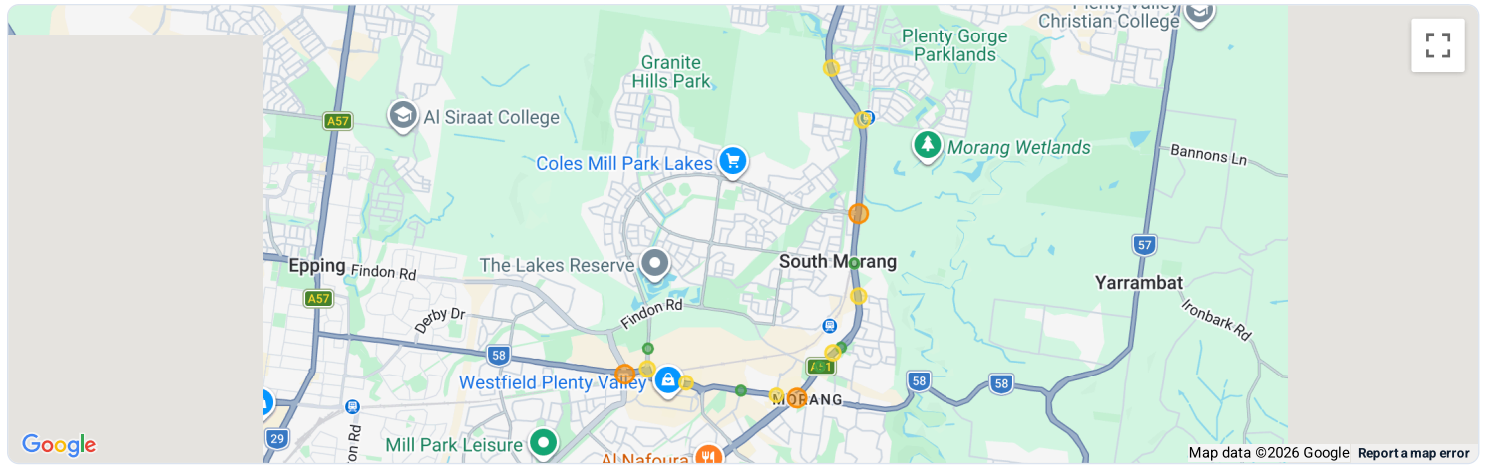 Plenty Valley
Christian College
Plenty Gorge
Parklands
Granite
Hills Park
A57
Al Siraat College
Morang Wetlands
Bannons Ln
Coles Mill Park Lakes
57
Epping
Findon Rd
The Lakes Reserve
South Morang
Yarrambat
A57
Derby Dr
Findon Rd
Ironbark Rd
58
Westfield Plenty Valley
58
58
MORANG
29
Mill Park Leisure
Al Nafoura
Google
Map data ©2026 Google
Report a map error